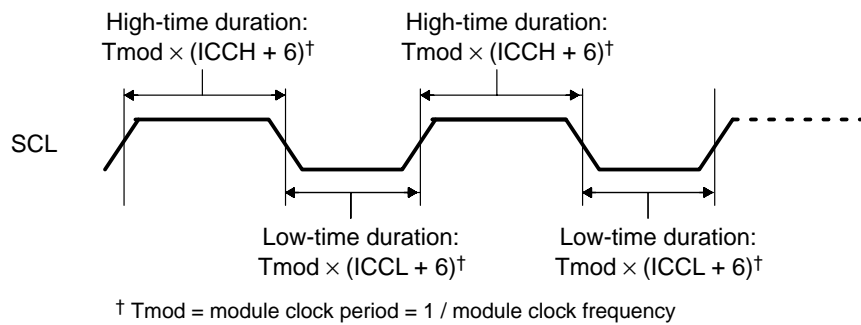 High-time duration:
Tmod × (ICCH + 6)†
High-time duration:
Tmod × (ICCH + 6)†
SCL
Low-time duration:
Tmod × (ICCL + 6)†
Low-time duration:
Tmod × (ICCL + 6)†
† Tmod = module clock period = 1 / module clock frequency